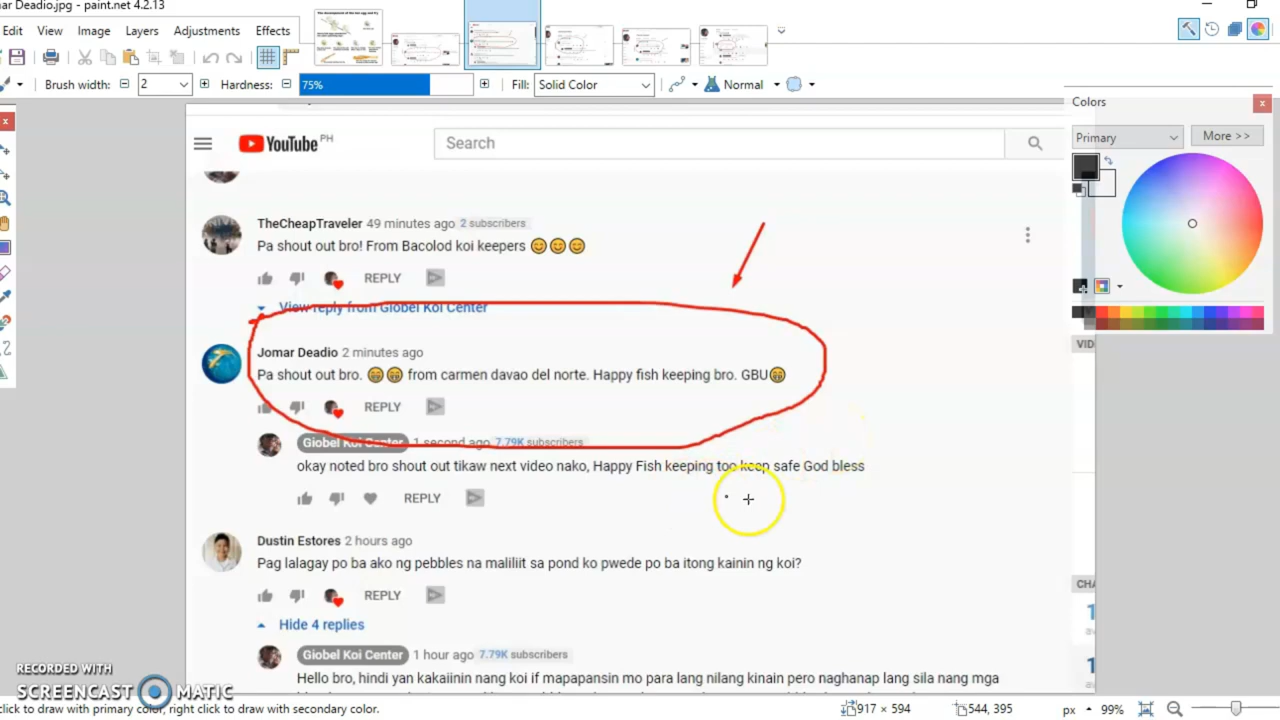 mar Deadio.jpg - paint.net 4.2.13
Edit View Image Layers Adjustments Effects
Brush width: 2 Hardness: 75% Fill: Solid Color Normal
Colors
Primary More >>
YouTube PH Search
TheCheapTraveler 49 minutes ago 2 subscribers
Pa shout out bro! From Bacolod koi keepers 😊😊😊
REPLY
View reply from Giobel Koi Center
VID
Jomar Deadio 2 minutes ago
Pa shout out bro. 😁😁 from carmen davao del norte. Happy fish keeping bro. GBU😁
REPLY
Giobel Koi Center 1 second ago 7.79K subscribers
okay noted bro shout out tikaw next video nako, Happy Fish keeping too keep safe God bless
REPLY
Dustin Estores 2 hours ago
Pag lalagay po ba ako ng pebbles na maliliit sa pond ko pwede po ba itong kainin ng koi?
CHA
REPLY
1
Hide 4 replies
Giobel Koi Center 1 hour ago 7.79K subscribers
1
Hello bro, hindi yan kakaiinin nang koi if mapapansin mo para lang nilang kinain pero naghanap lang sila nang mga
RECORDED WITH
SCREENCAST MATIC
click to draw with primary color, right click to draw with secondary color. 917 × 594 544, 395 px 99%